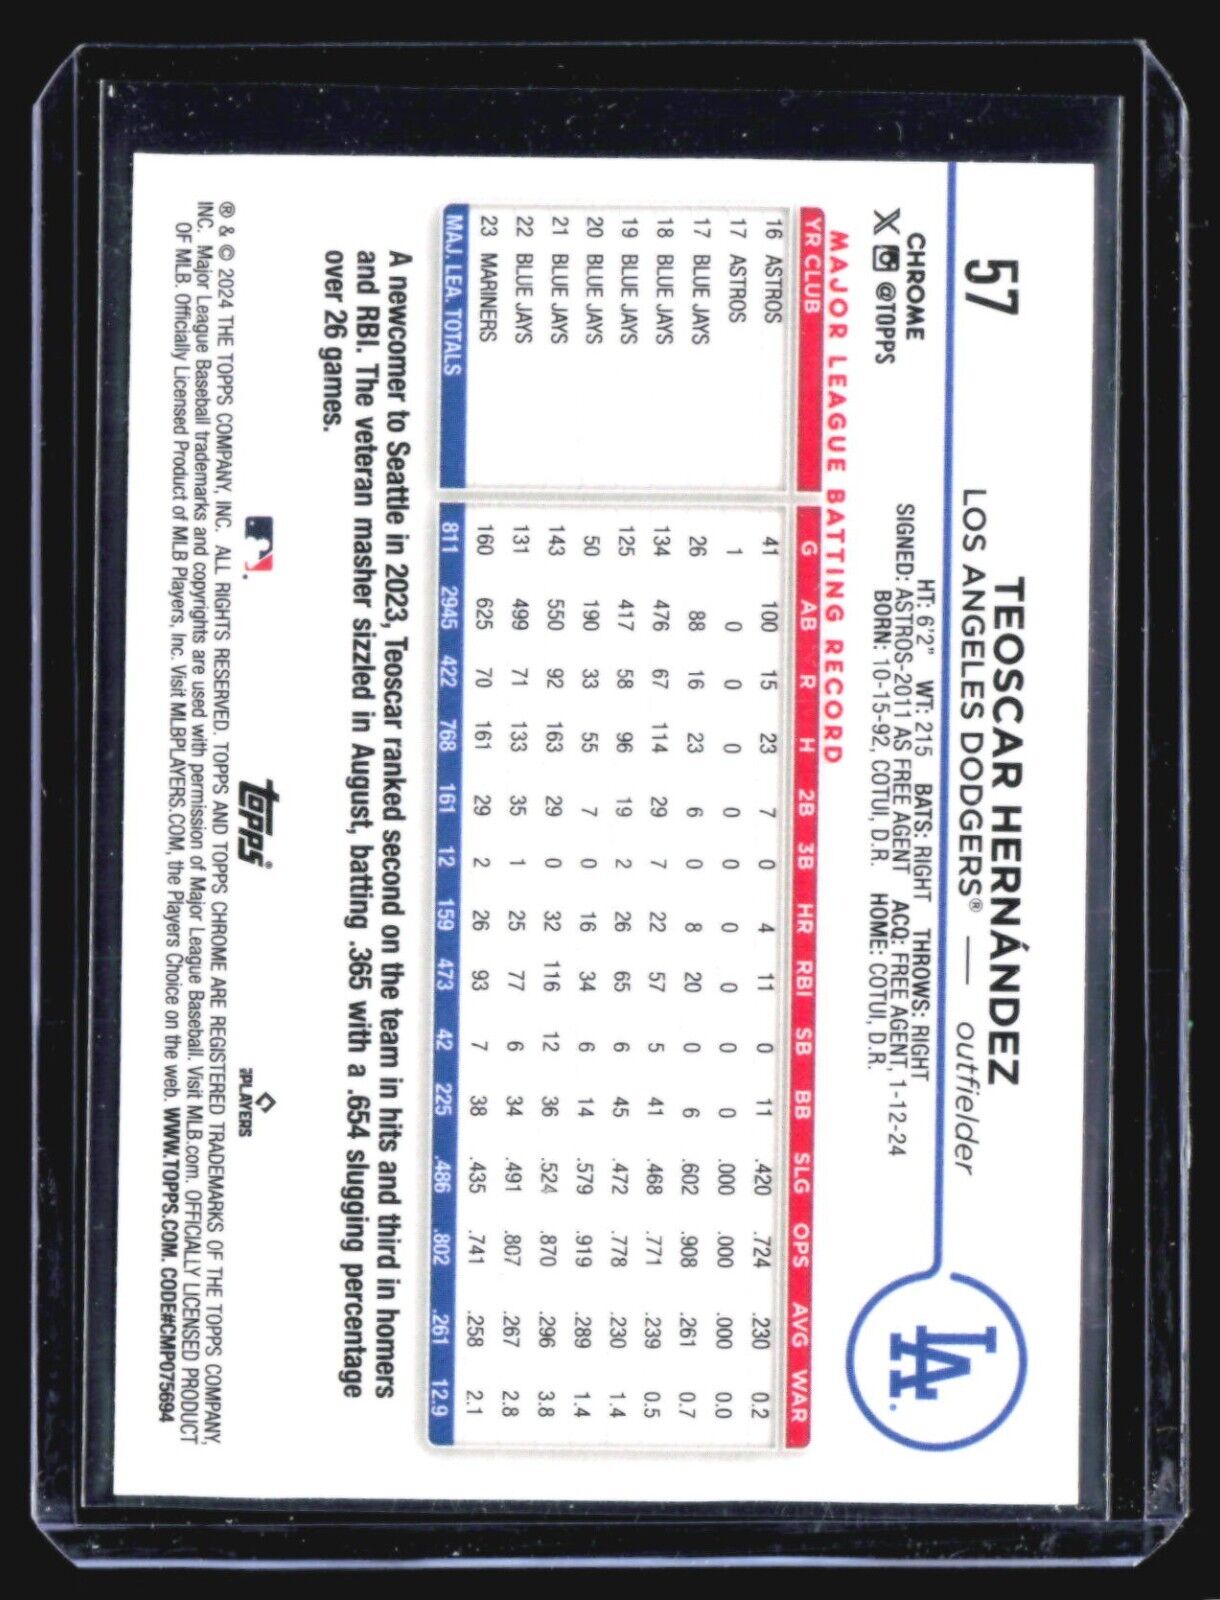 57
TEOSCAR HERNÁNDEZ
LOS ANGELES DODGERS® — outfielder
CHROME
@TOPPS
HT: 6'2" WT: 215 BATS: RIGHT THROWS: RIGHT
SIGNED: ASTROS-2011 AS FREE AGENT ACQ: FREE AGENT, 1-12-24
BORN: 10-15-92, COTUI, D.R. HOME: COTUI, D.R.
LA
MAJOR LEAGUE BATTING RECORD
YR CLUB G AB R H 2B 3B HR RBI SB BB SLG OPS AVG WAR
16 ASTROS 41 100 15 23 7 0 4 11 0 11 .420 .724 .230 0.2
17 ASTROS 1 0 0 0 0 0 0 0 0 0 .000 .000 .000 0.0
17 BLUE JAYS 26 88 16 23 6 0 8 20 0 6 .602 .908 .261 0.7
18 BLUE JAYS 134 476 67 114 29 7 22 57 5 41 .468 .771 .239 0.5
19 BLUE JAYS 125 417 58 96 19 2 26 65 6 45 .472 .778 .230 1.4
20 BLUE JAYS 50 190 33 55 7 0 16 34 6 14 .579 .919 .289 1.4
21 BLUE JAYS 143 550 92 163 29 0 32 116 12 36 .524 .870 .296 3.8
22 BLUE JAYS 131 499 71 133 35 1 25 77 6 34 .491 .807 .267 2.8
23 MARINERS 160 625 70 161 29 2 26 93 7 38 .435 .741 .258 2.1
MAJ. LEA. TOTALS 811 2945 422 768 161 12 159 473 42 225 .486 .802 .261 12.9
A newcomer to Seattle in 2023, Teoscar ranked second on the team in hits and third in homers
and RBI. The veteran masher sizzled in August, batting .365 with a .654 slugging percentage
over 26 games.
topps®
PLAYERS
® & © 2024 THE TOPPS COMPANY, INC. ALL RIGHTS RESERVED. TOPPS AND TOPPS CHROME ARE REGISTERED TRADEMARKS OF THE TOPPS COMPANY,
INC. Major League Baseball trademarks and copyrights are used with permission of Major League Baseball. Visit MLB.com. OFFICIALLY LICENSED PRODUCT
OF MLB. Officially Licensed Product of MLB Players, Inc. Visit MLBPLAYERS.COM, the Players Choice on the web. WWW.TOPPS.COM. CODE#CMP075694